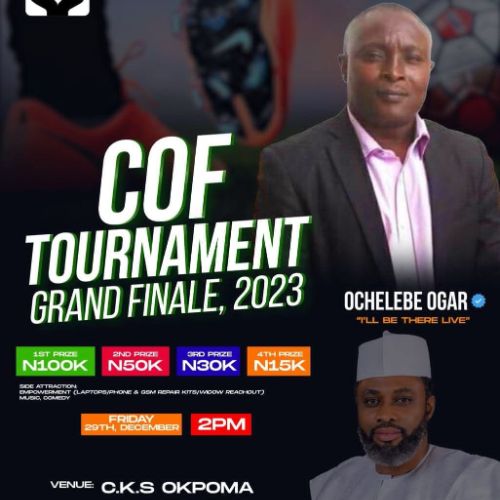 COF
TOURNAMENT
GRAND FINALE, 2023
OCHELEBE OGAR
"I'LL BE THERE LIVE"
1ST PRIZE
N100K
2ND PRIZE
N50K
3RD PRIZE
N30K
4TH PRIZE
N15K
SIDE ATTRACTION:
EMPOWERMENT (LAPTOPS/PHONE & GSM REPAIR KITS/WIDOW REACHOUT)
MUSIC, COMEDY
FRIDAY
29TH, DECEMBER
2PM
VENUE: C.K.S OKPOMA